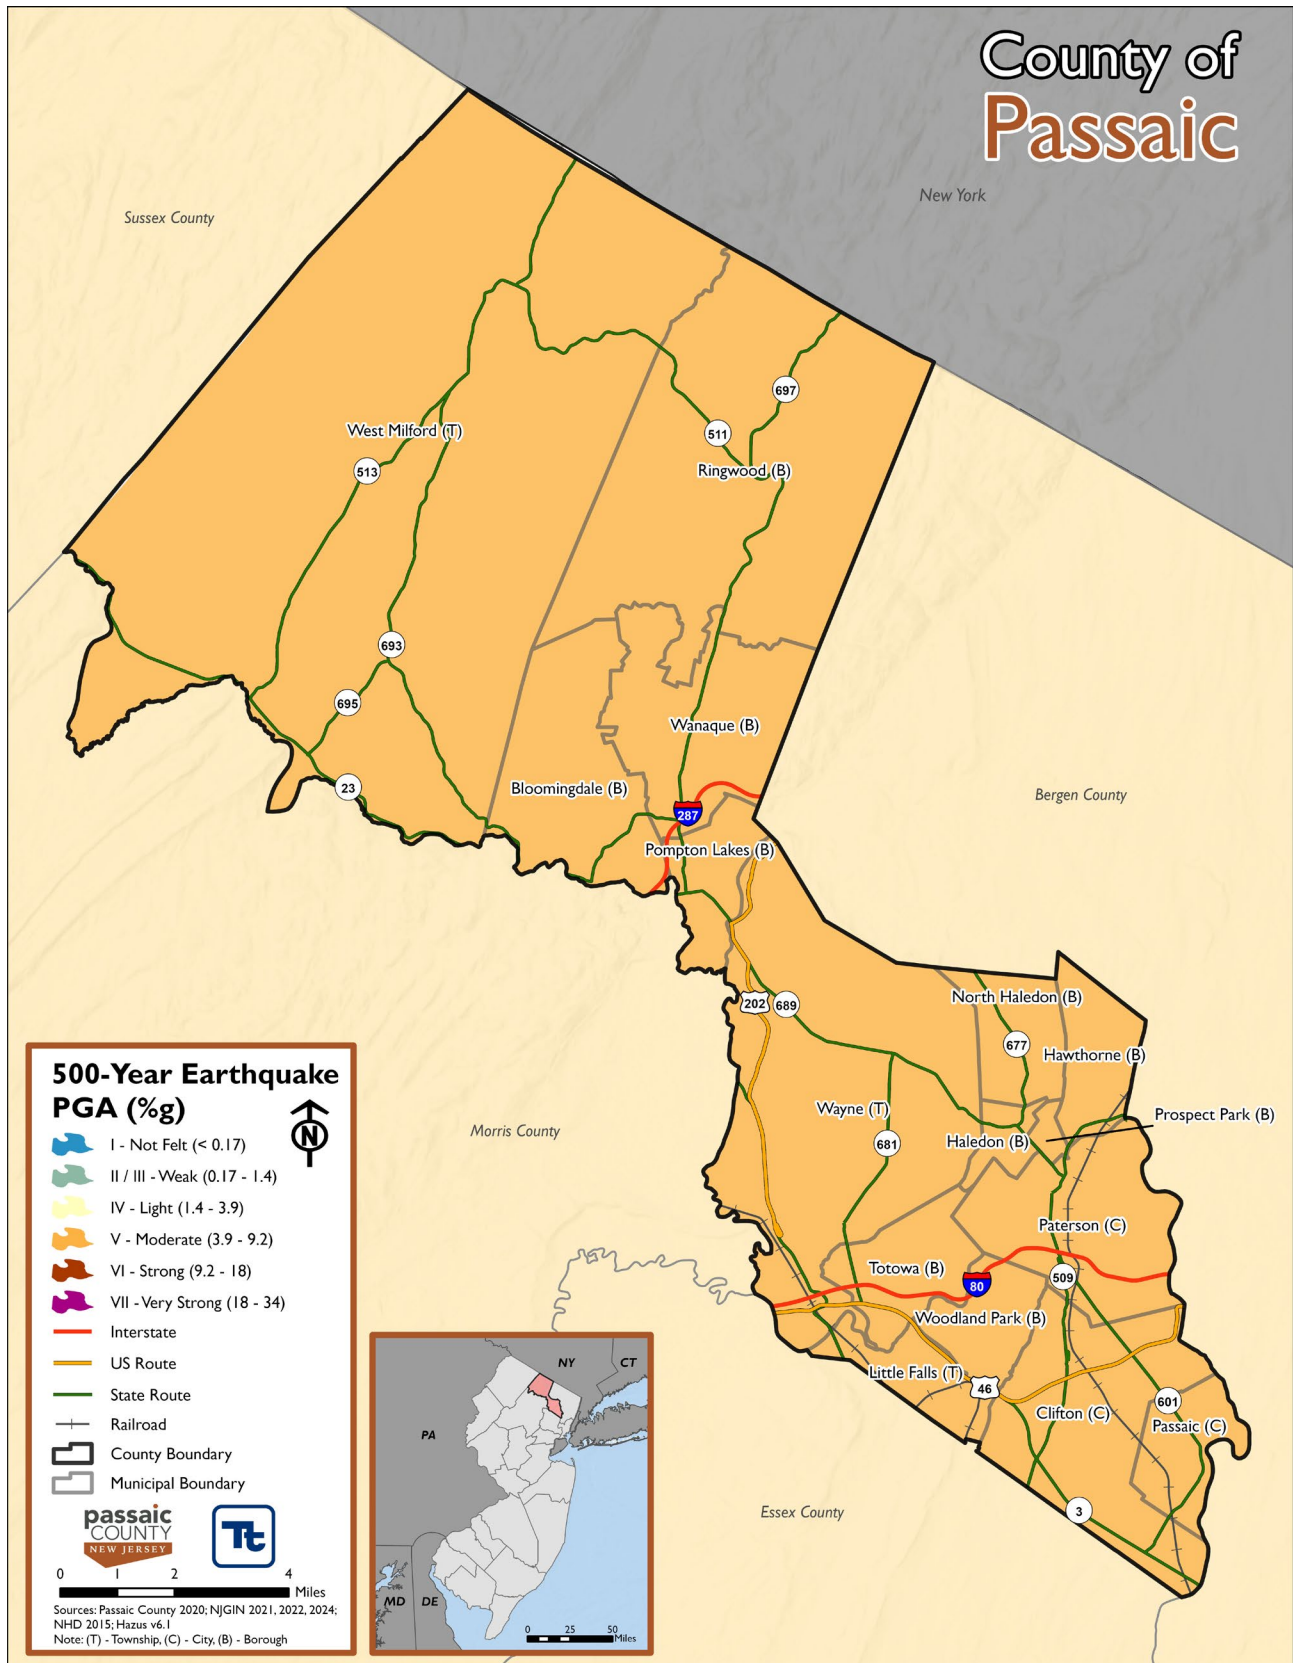 County of
Passaic
New York
Sussex County
697
511
West Milford (T)
Ringwood (B)
513
693
695
Wanaque (B)
23
Bloomingdale (B)
287
Bergen County
Pompton Lakes (B)
202
689
North Haledon (B)
677
Hawthorne (B)
Wayne (T)
Prospect Park (B)
681
Haledon (B)
Morris County
Paterson (C)
Totowa (B)
509
80
Woodland Park (B)
Little Falls (T)
46
601
Clifton (C)
Passaic (C)
3
Essex County
500-Year Earthquake
PGA (%g)
N
I - Not Felt (< 0.17)
II / III - Weak (0.17 - 1.4)
IV - Light (1.4 - 3.9)
V - Moderate (3.9 - 9.2)
VI - Strong (9.2 - 18)
VII - Very Strong (18 - 34)
Interstate
US Route
State Route
Railroad
County Boundary
Municipal Boundary
passaic
COUNTY
NEW JERSEY
Tt
0 2 4
Miles
Sources: Passaic County 2020; NJGIN 2021, 2022, 2024;
NHD 2015; Hazus v6.1
Note: (T) - Township, (C) - City, (B) - Borough
NY
CT
PA
MD
DE
0 25 50
Miles